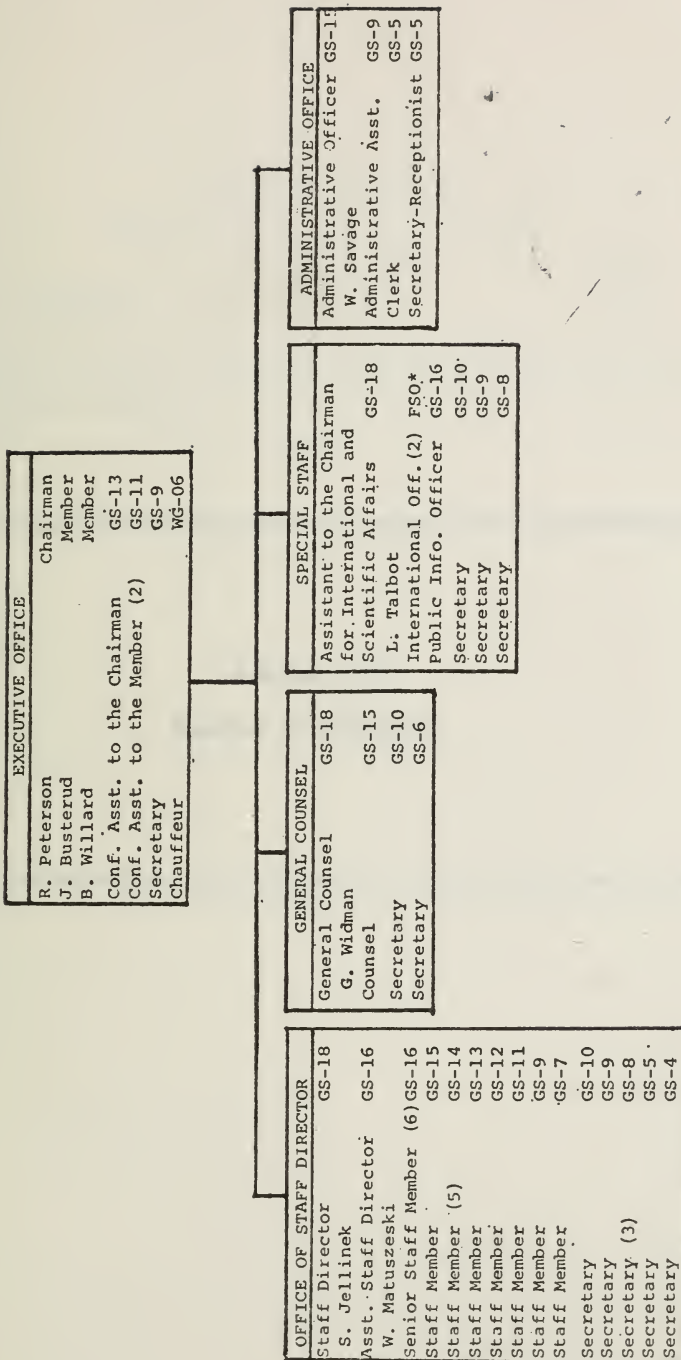 EXECUTIVE OFFICE
R. Peterson Chairman
J. Busterud Member
B. Willard Member
Conf. Asst. to the Chairman GS-13
Conf. Asst. to the Member (2) GS-11
Secretary GS-9
Chauffeur WG-06
OFFICE OF STAFF DIRECTOR
Staff Director GS-18
S. Jellinek
Asst. Staff Director GS-16
W. Matuszeski
Senior Staff Member (6) GS-16
Staff Member GS-15
Staff Member (5) GS-14
Staff Member GS-13
Staff Member GS-12
Staff Member GS-11
Staff Member GS-9
Staff Member GS-7
Secretary GS-10
Secretary GS-9
Secretary (3) GS-8
Secretary GS-5
Secretary GS-4
GENERAL COUNSEL
General Counsel GS-18
G. Widman
Counsel GS-15
Secretary GS-10
Secretary GS-6
SPECIAL STAFF
Assistant to the Chairman
for International and
Scientific Affairs GS-18
L. Talbot
International Off. (2) FSO*
Public Info. Officer GS-16
Secretary GS-10
Secretary GS-9
Secretary GS-8
ADMINISTRATIVE OFFICE
Administrative Officer
W. Savage
Administrative Asst. GS-9
Clerk GS-5
Secretary-Receptionist GS-5